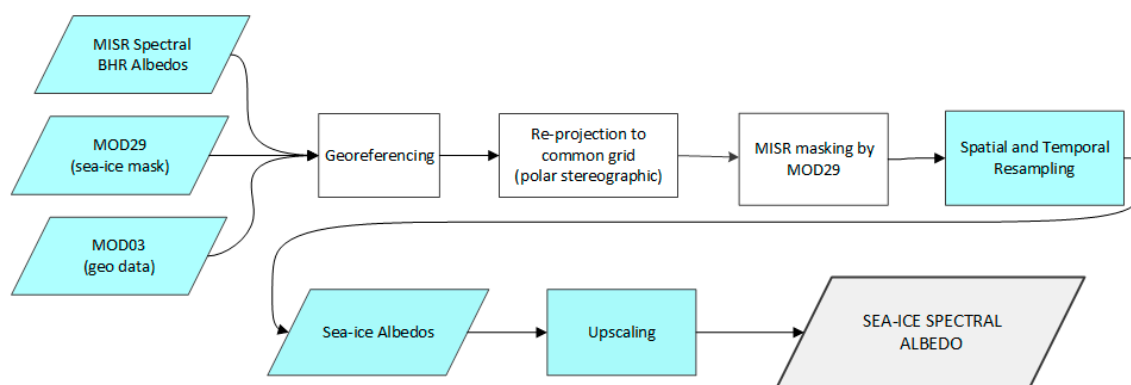 MISR Spectral
BHR Albedos
MOD29
(sea-ice mask)
MOD03
(geo data)
Georeferencing
Re-projection to
common grid
(polar stereographic)
MISR masking by
MOD29
Spatial and Temporal
Resampling
Sea-ice Albedos
Upscaling
SEA-ICE SPECTRAL
ALBEDO